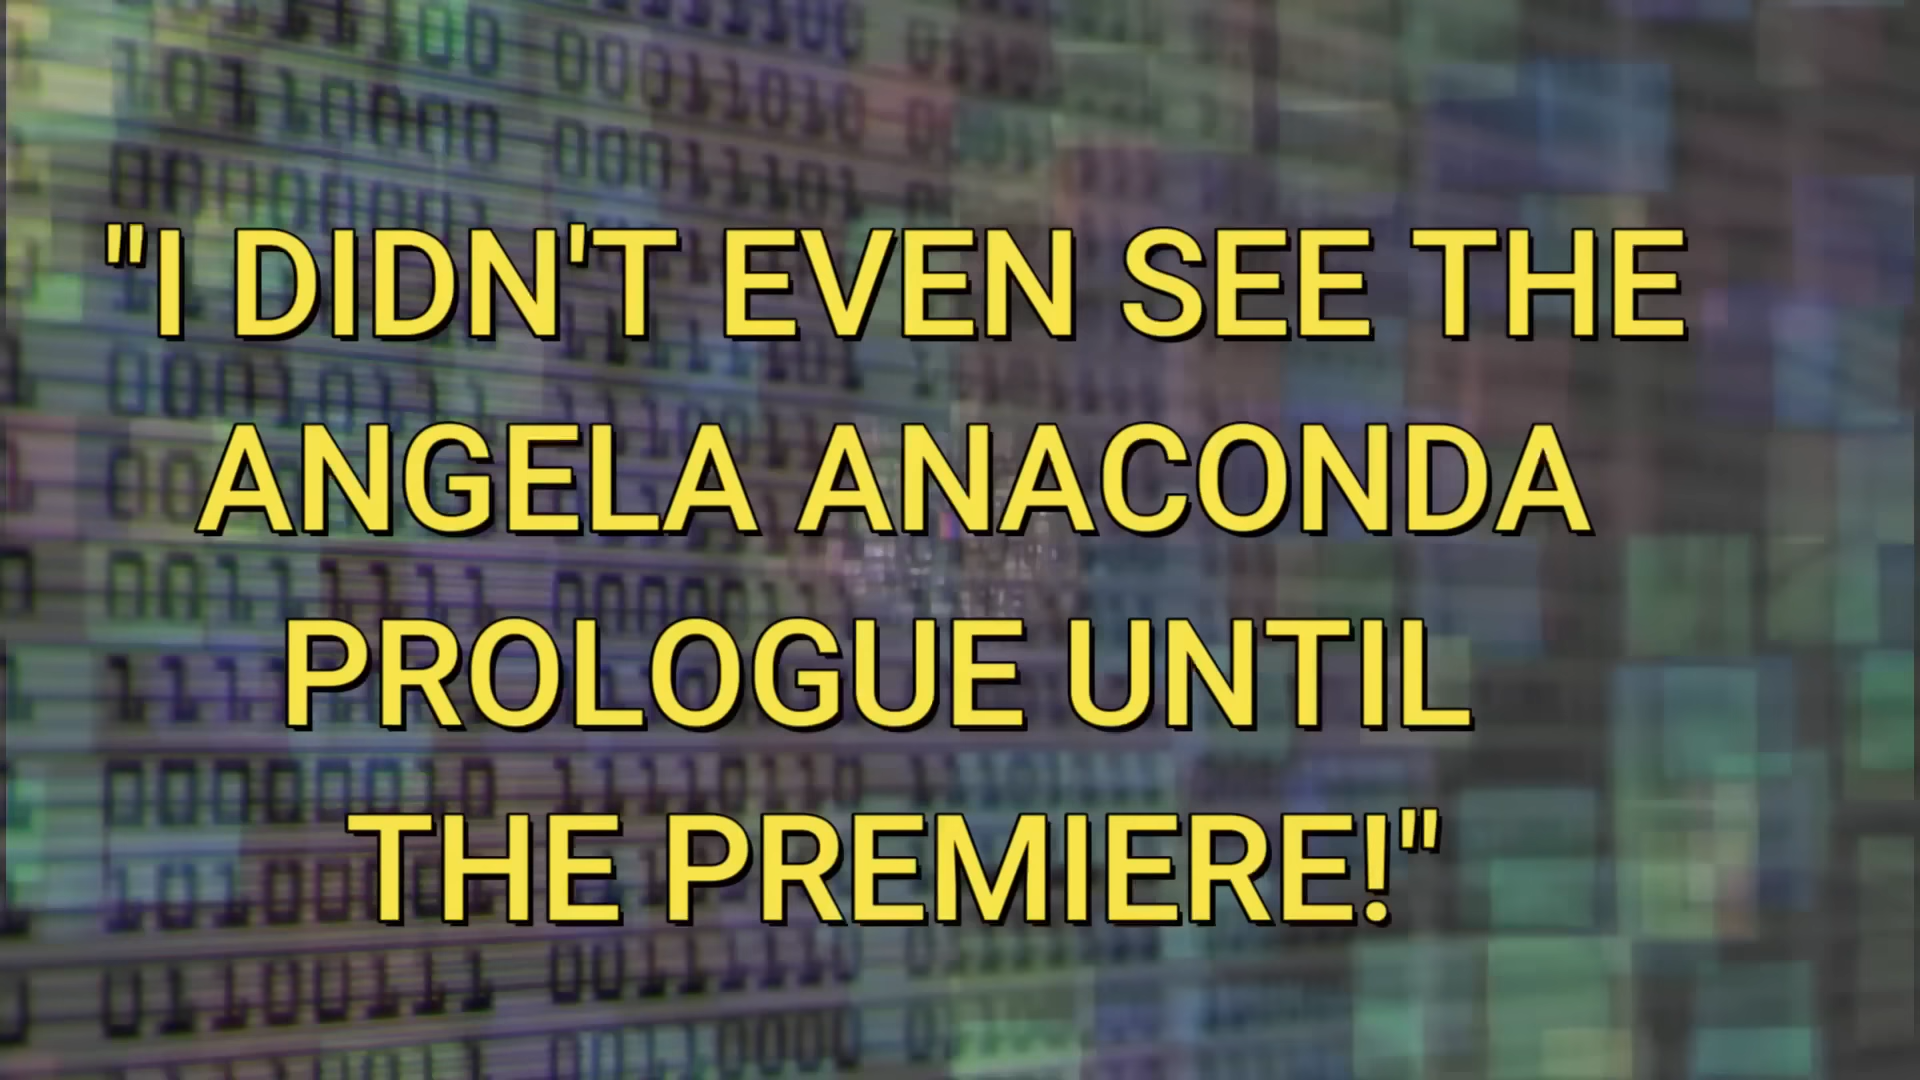 "I DIDN'T EVEN SEE THE
ANGELA ANACONDA
PROLOGUE UNTIL
THE PREMIERE!"